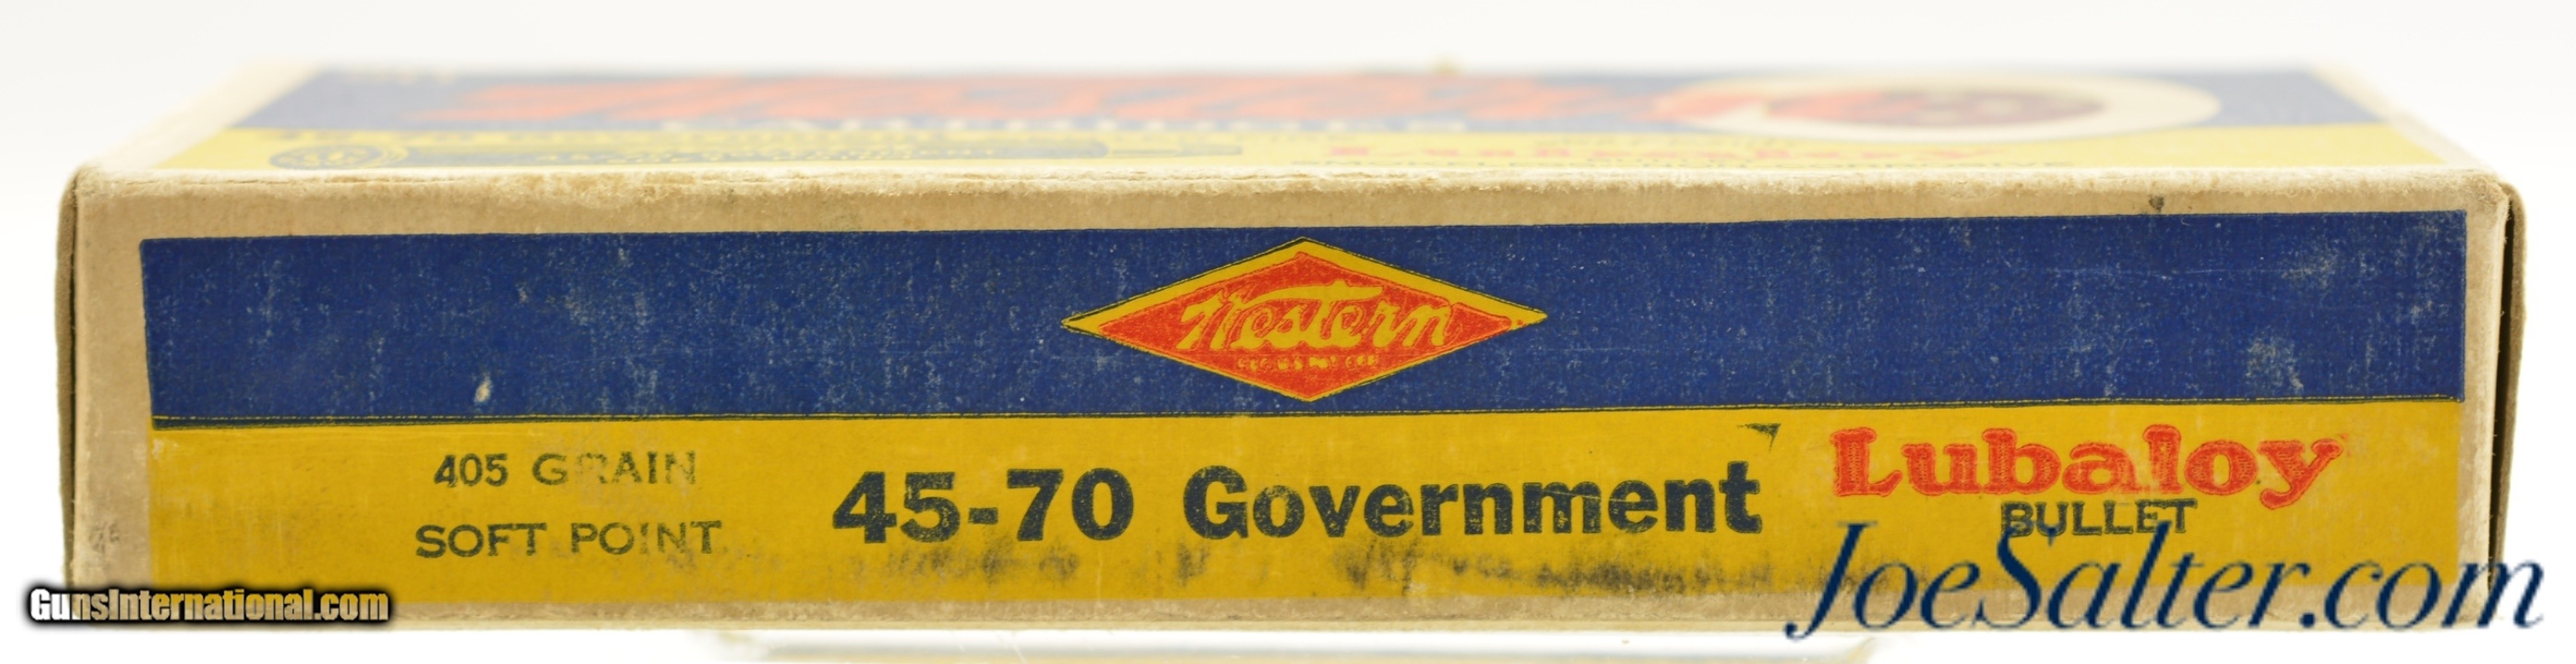 Western
405 GRAIN
SOFT POINT
45-70 Government
Lubaloy
BULLET
GunsInternational.com
JoeSalter.com